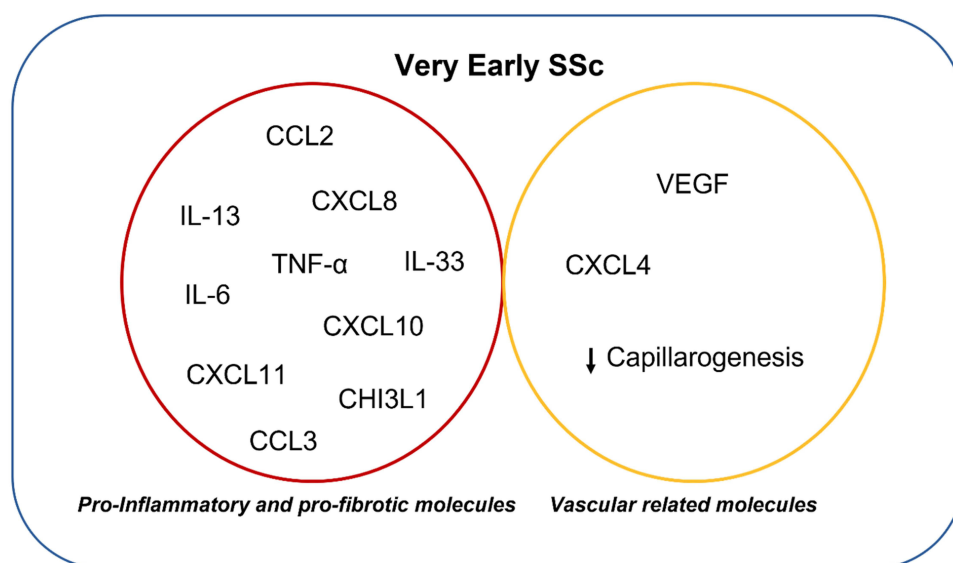 Very Early SSc
CCL2
CXCL8
IL-13
TNF-α
IL-33
IL-6
CXCL10
CXCL11
CHI3L1
CCL3
VEGF
CXCL4
↓ Capillarogenesis
Pro-Inflammatory and pro-fibrotic molecules
Vascular related molecules